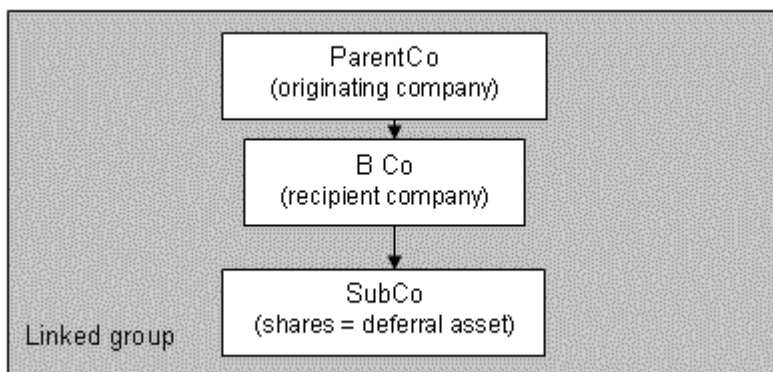 ParentCo
(originating company)
B Co
(recipient company)
SubCo
(shares = deferral asset)
Linked group